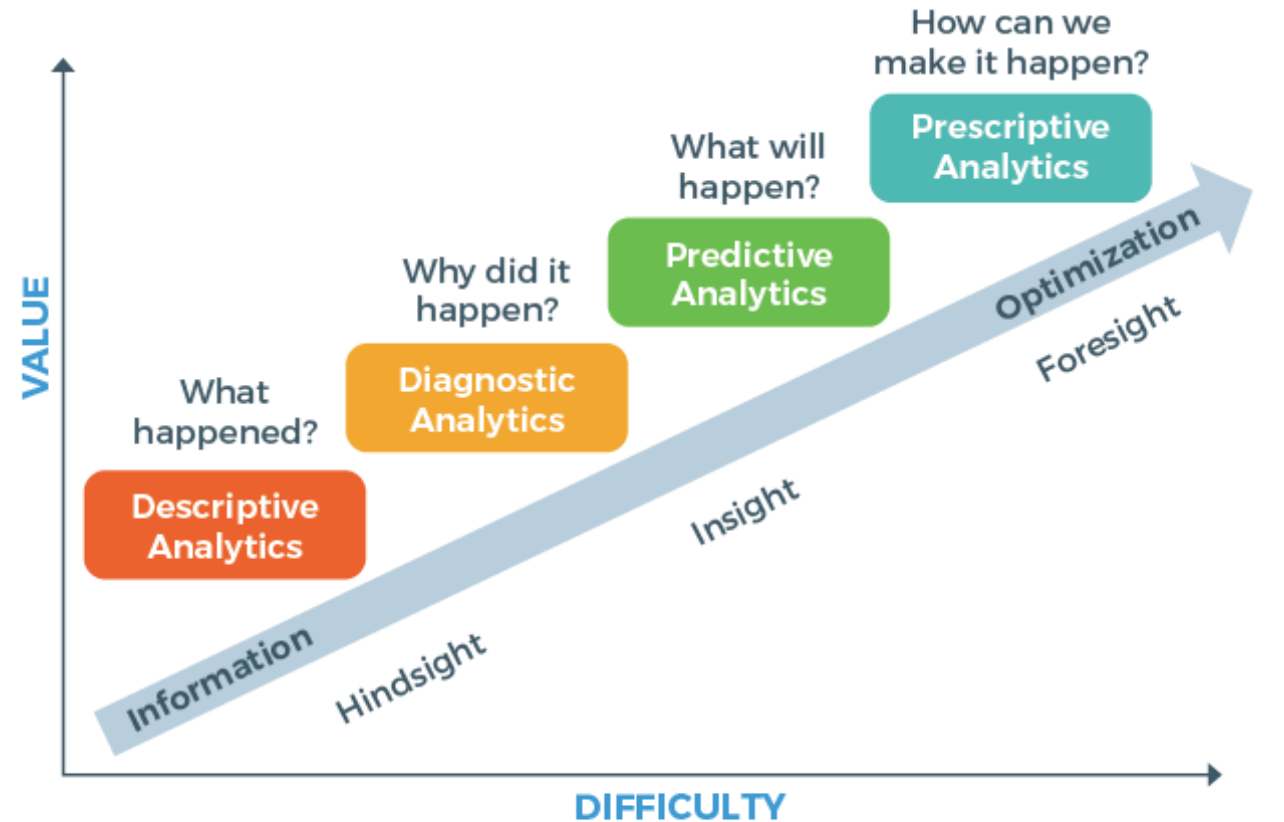 How can we
make it happen?
Prescriptive
Analytics
What will
happen?
Predictive
Analytics
Why did it
happen?
Diagnostic
Analytics
What
happened?
Descriptive
Analytics
VALUE
Information
Optimization
Hindsight
Insight
Foresight
DIFFICULTY